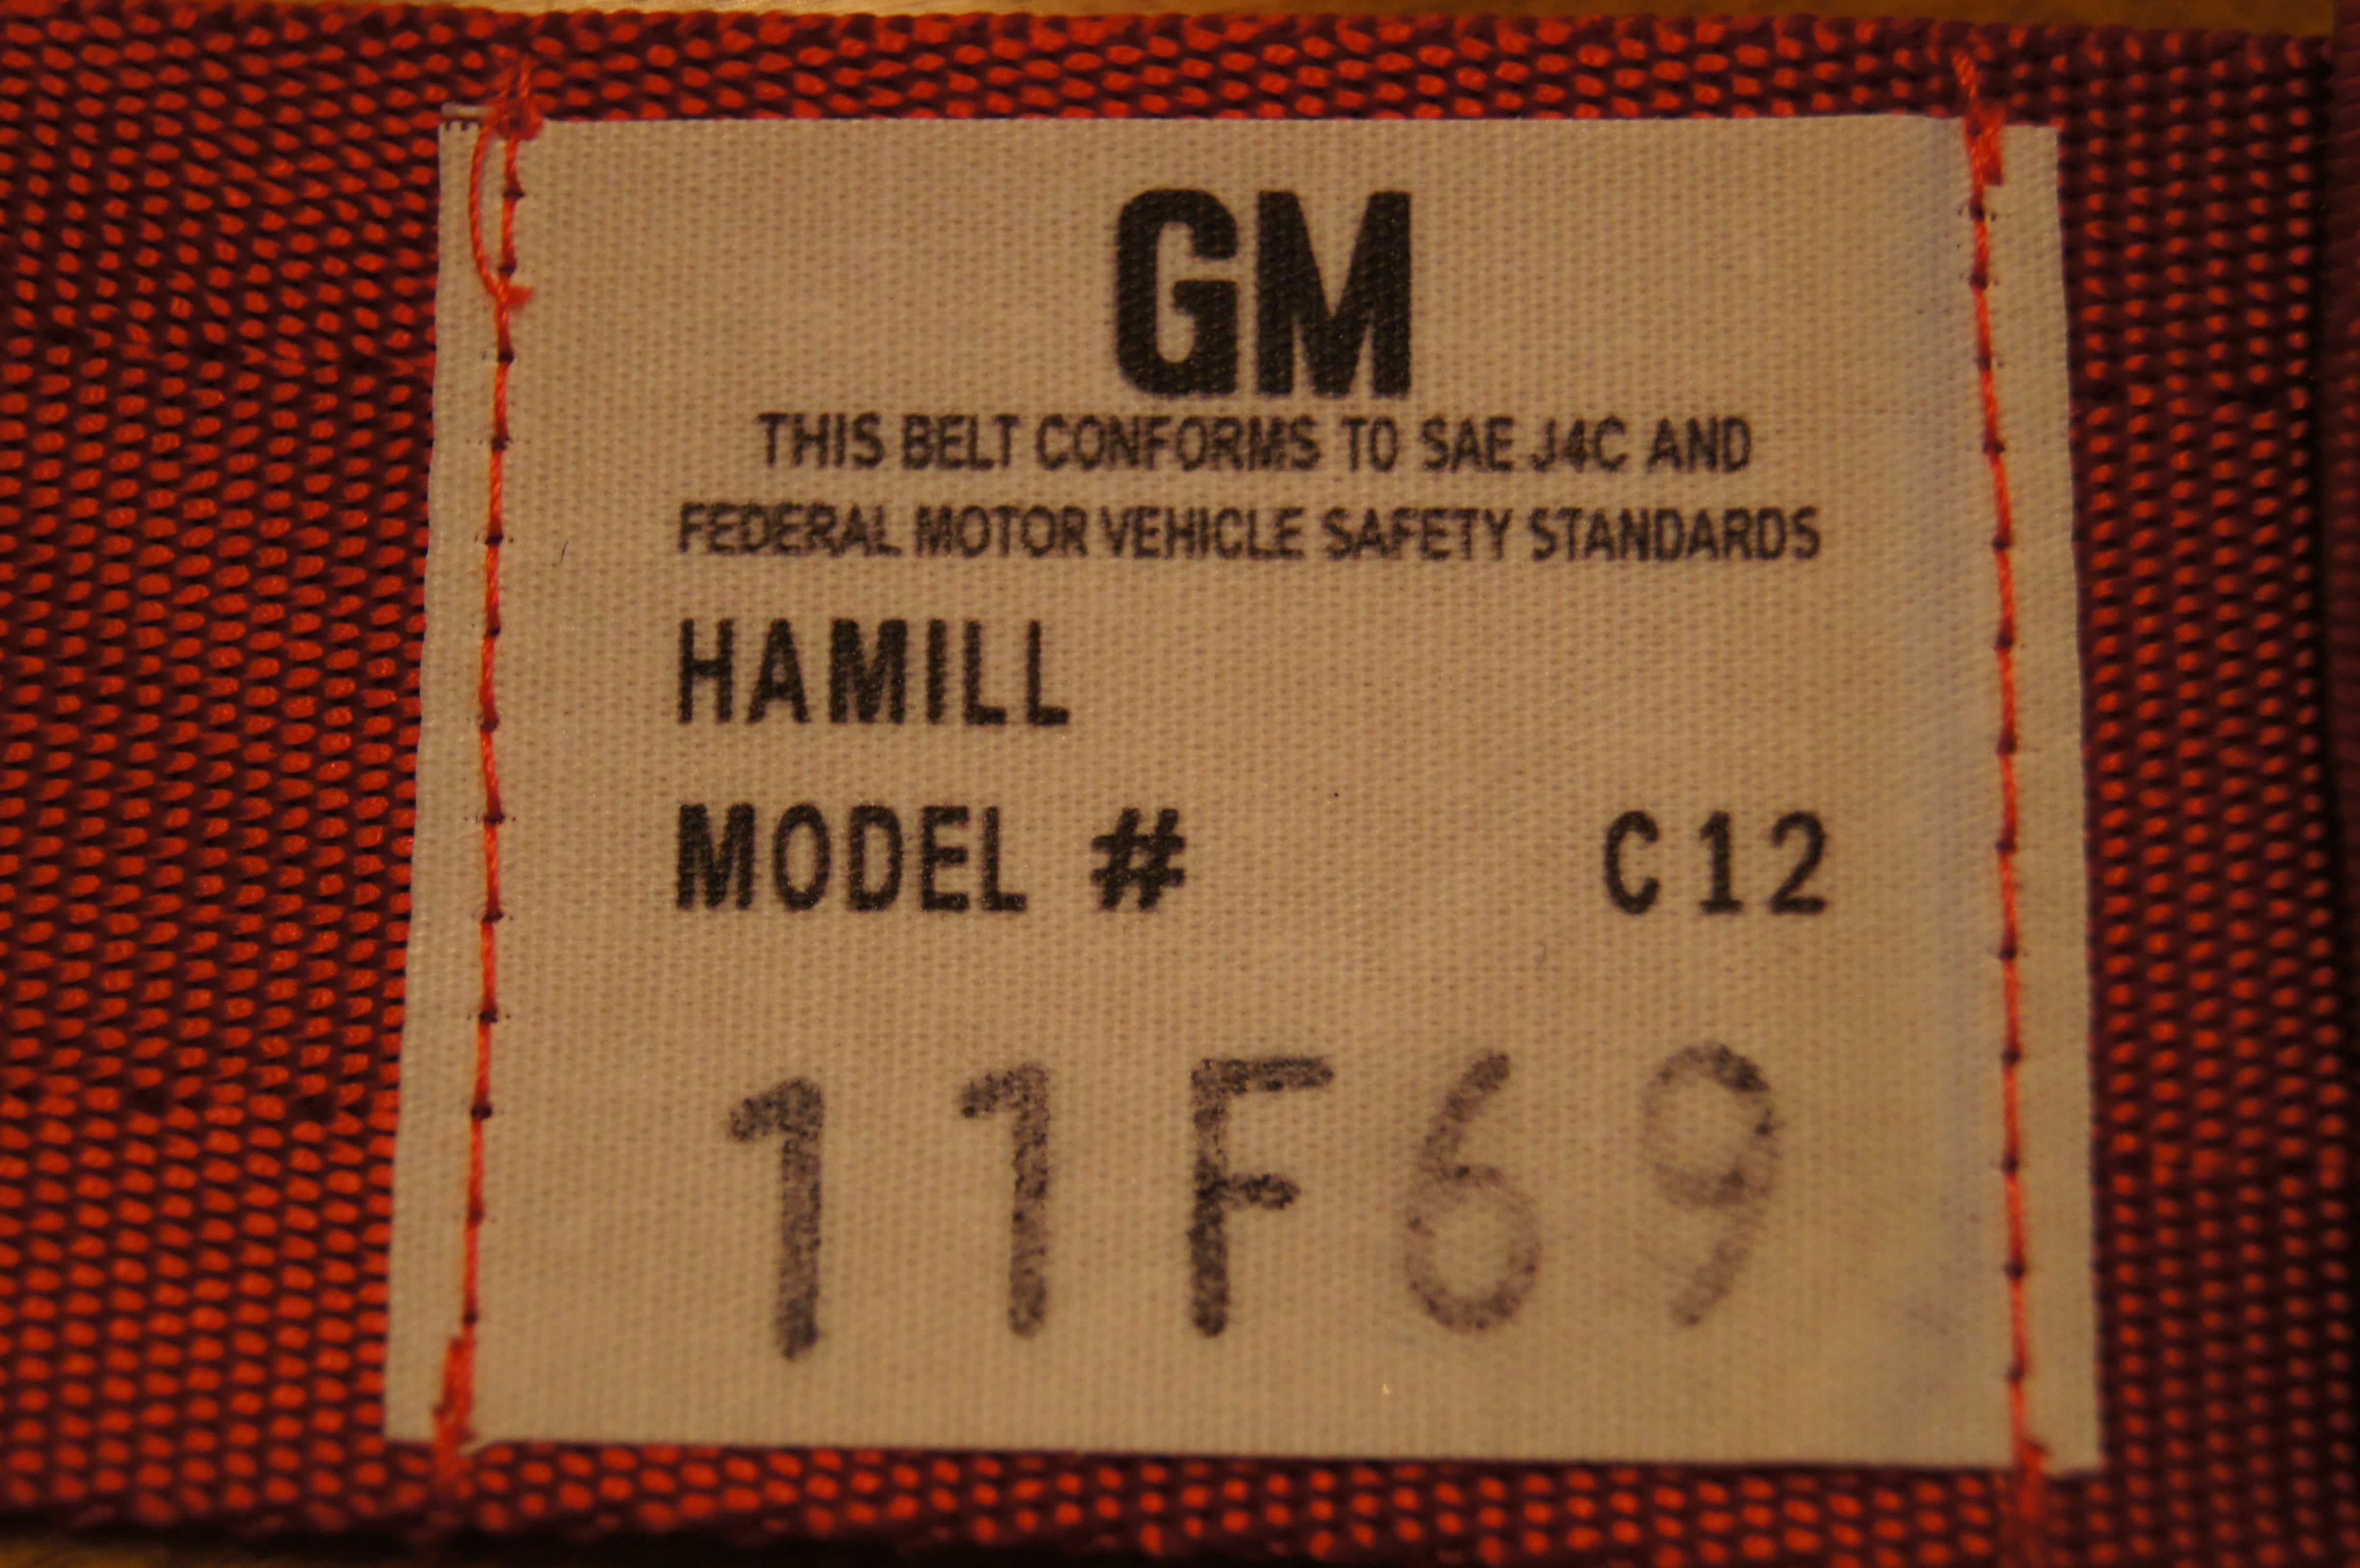 GM
THIS BELT CONFORMS TO SAE J4C AND
FEDERAL MOTOR VEHICLE SAFETY STANDARDS
HAMILL
MODEL # C12
11F69